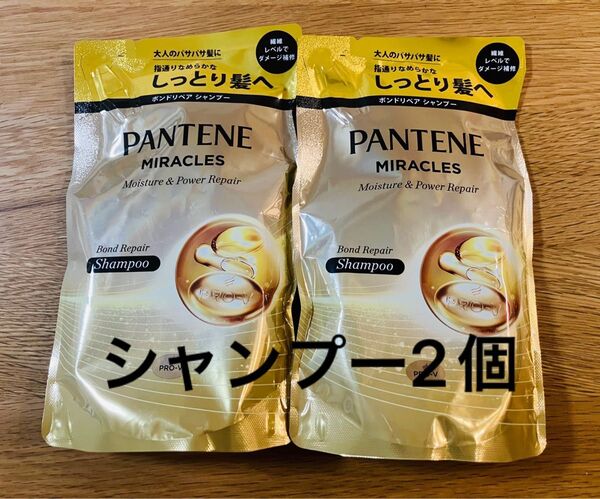 大人のパサパサ髪に
指通りなめらかな
しっとり髪へ
ボンドリペア シャンプー
繊維
レベルで
ダメージ補修
PANTENE
MIRACLES
Moisture & Power Repair
Bond Repair
Shampoo
PRO-V
大人のパサパサ髪に
指通りなめらかな
しっとり髪へ
ボンドリペア シャンプー
繊維
レベルで
ダメージ補修
PANTENE
MIRACLES
Moisture & Power Repair
Bond Repair
Shampoo
PRO-V
シャンプー2個